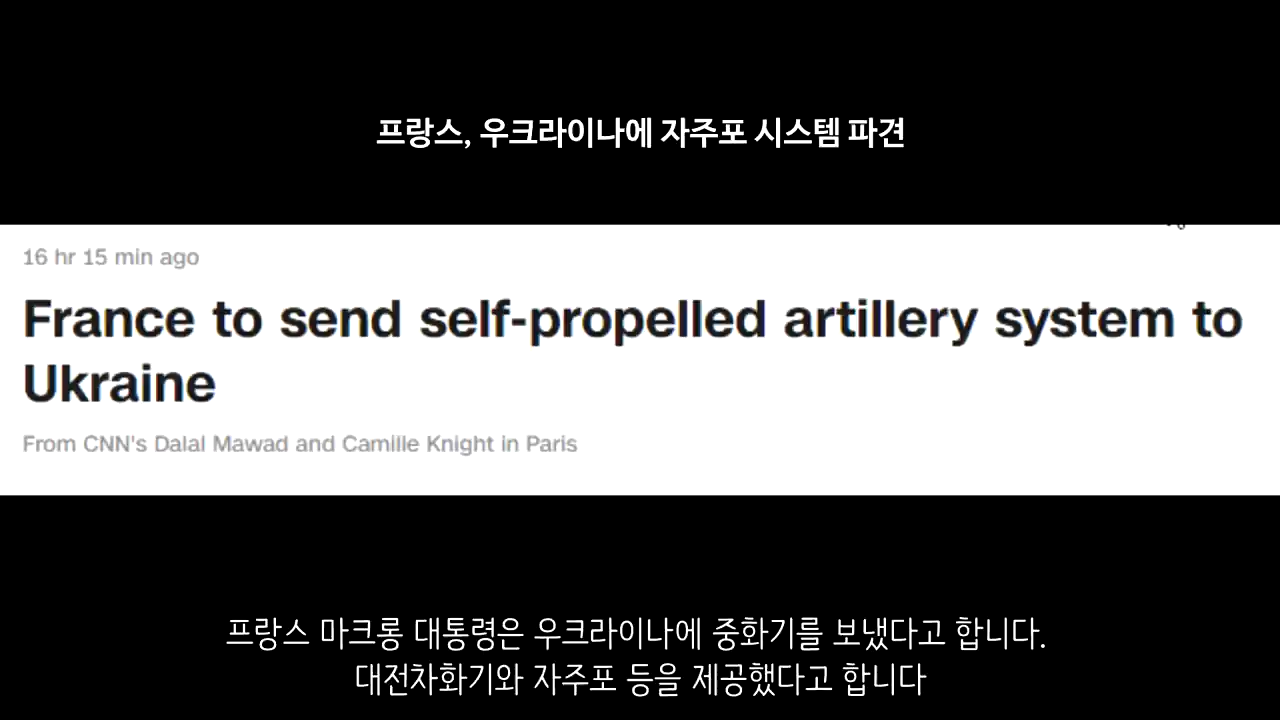 프랑스, 우크라이나에 자주포 시스템 파견
16 hr 15 min ago
France to send self-propelled artillery system to
Ukraine
From CNN's Dalal Mawad and Camille Knight in Paris
프랑스 마크롱 대통령은 우크라이나에 중화기를 보냈다고 합니다.
대전차화기와 자주포 등을 제공했다고 합니다